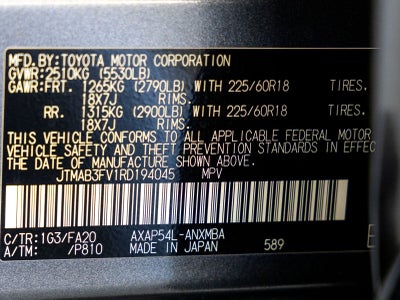 MFD.BY:TOYOTA MOTOR CORPORATION
GVWR:2510KG (5530LB)
GAWR:FRT. 1265KG (2790LB) WITH 225/60R18 TIRES.
18X7J RIMS.
RR. 1315KG (2900LB) WITH 225/60R18 TIRES.
18X7J RIMS.
THIS VEHICLE CONFORMS TO ALL APPLICABLE FEDERAL MOTOR
VEHICLE SAFETY AND THEFT PREVENTION STANDARDS IN EFFEC
THE DATE OF MANUFACTURE SHOWN ABOVE.
JTMAB3FV1RD194045 MPV
C/TR:1G3/FA20 AXAP54L-ANXMBA
A/TM: /P810 MADE IN JAPAN 589